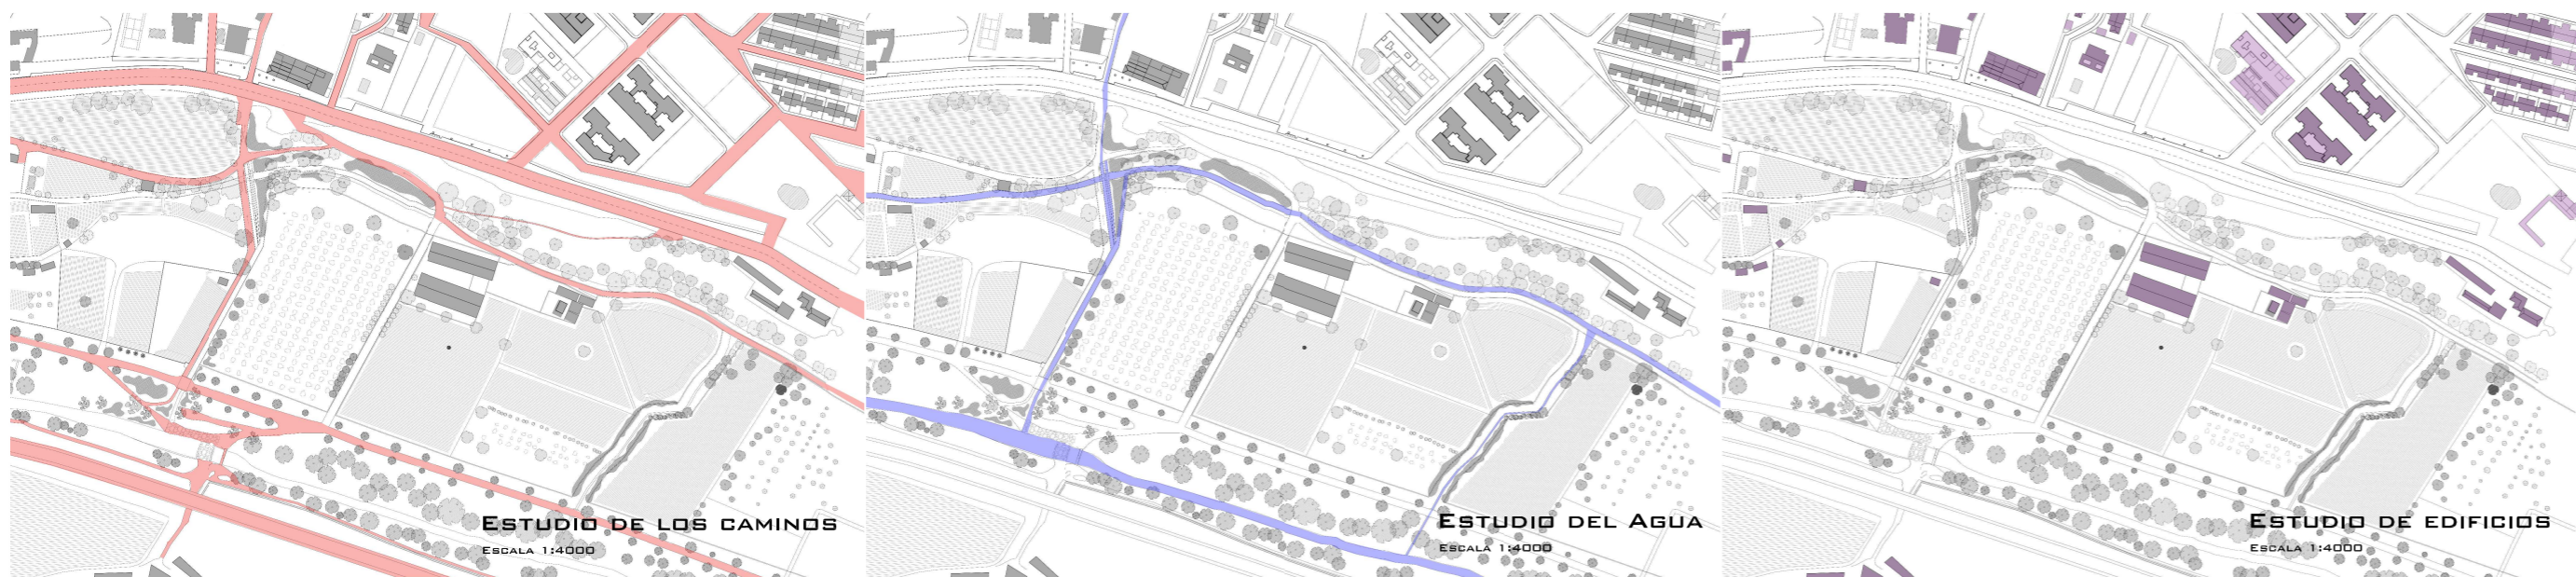 Estudio de los caminos
Escala 1:4000
Estudio del Agua
Escala 1:4000
Estudio de edificios
Escala 1:4000